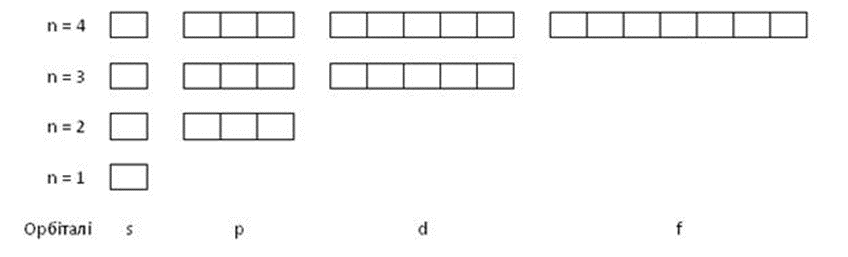 n = 4
n = 3
n = 2
n = 1
Орбіталі s p d f